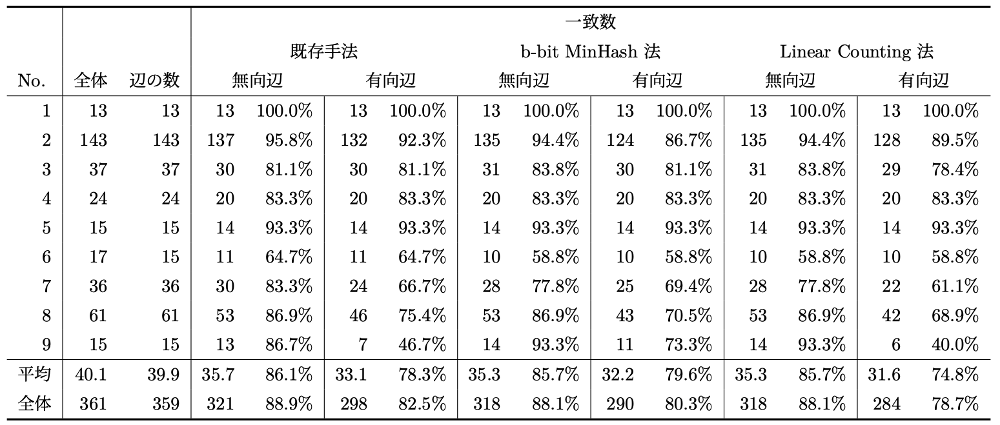 一致数
既存手法 b-bit MinHash 法 Linear Counting 法
No. 全体 辺の数 無向辺 有向辺 無向辺 有向辺 無向辺 有向辺
1 13 13 13 100.0% 13 100.0% 13 100.0% 13 100.0% 13 100.0% 13 100.0%
2 143 143 137 95.8% 132 92.3% 135 94.4% 124 86.7% 135 94.4% 128 89.5%
3 37 37 30 81.1% 30 81.1% 31 83.8% 30 81.1% 31 83.8% 29 78.4%
4 24 24 20 83.3% 20 83.3% 20 83.3% 20 83.3% 20 83.3% 20 83.3%
5 15 15 14 93.3% 14 93.3% 14 93.3% 14 93.3% 14 93.3% 14 93.3%
6 17 15 11 64.7% 11 64.7% 10 58.8% 10 58.8% 10 58.8% 10 58.8%
7 36 36 30 83.3% 24 66.7% 28 77.8% 25 69.4% 28 77.8% 22 61.1%
8 61 61 53 86.9% 46 75.4% 53 86.9% 43 70.5% 53 86.9% 42 68.9%
9 15 15 13 86.7% 7 46.7% 14 93.3% 11 73.3% 14 93.3% 6 40.0%
平均 40.1 39.9 35.7 86.1% 33.1 78.3% 35.3 85.7% 32.2 79.6% 35.3 85.7% 31.6 74.8%
全体 361 359 321 88.9% 298 82.5% 318 88.1% 290 80.3% 318 88.1% 284 78.7%